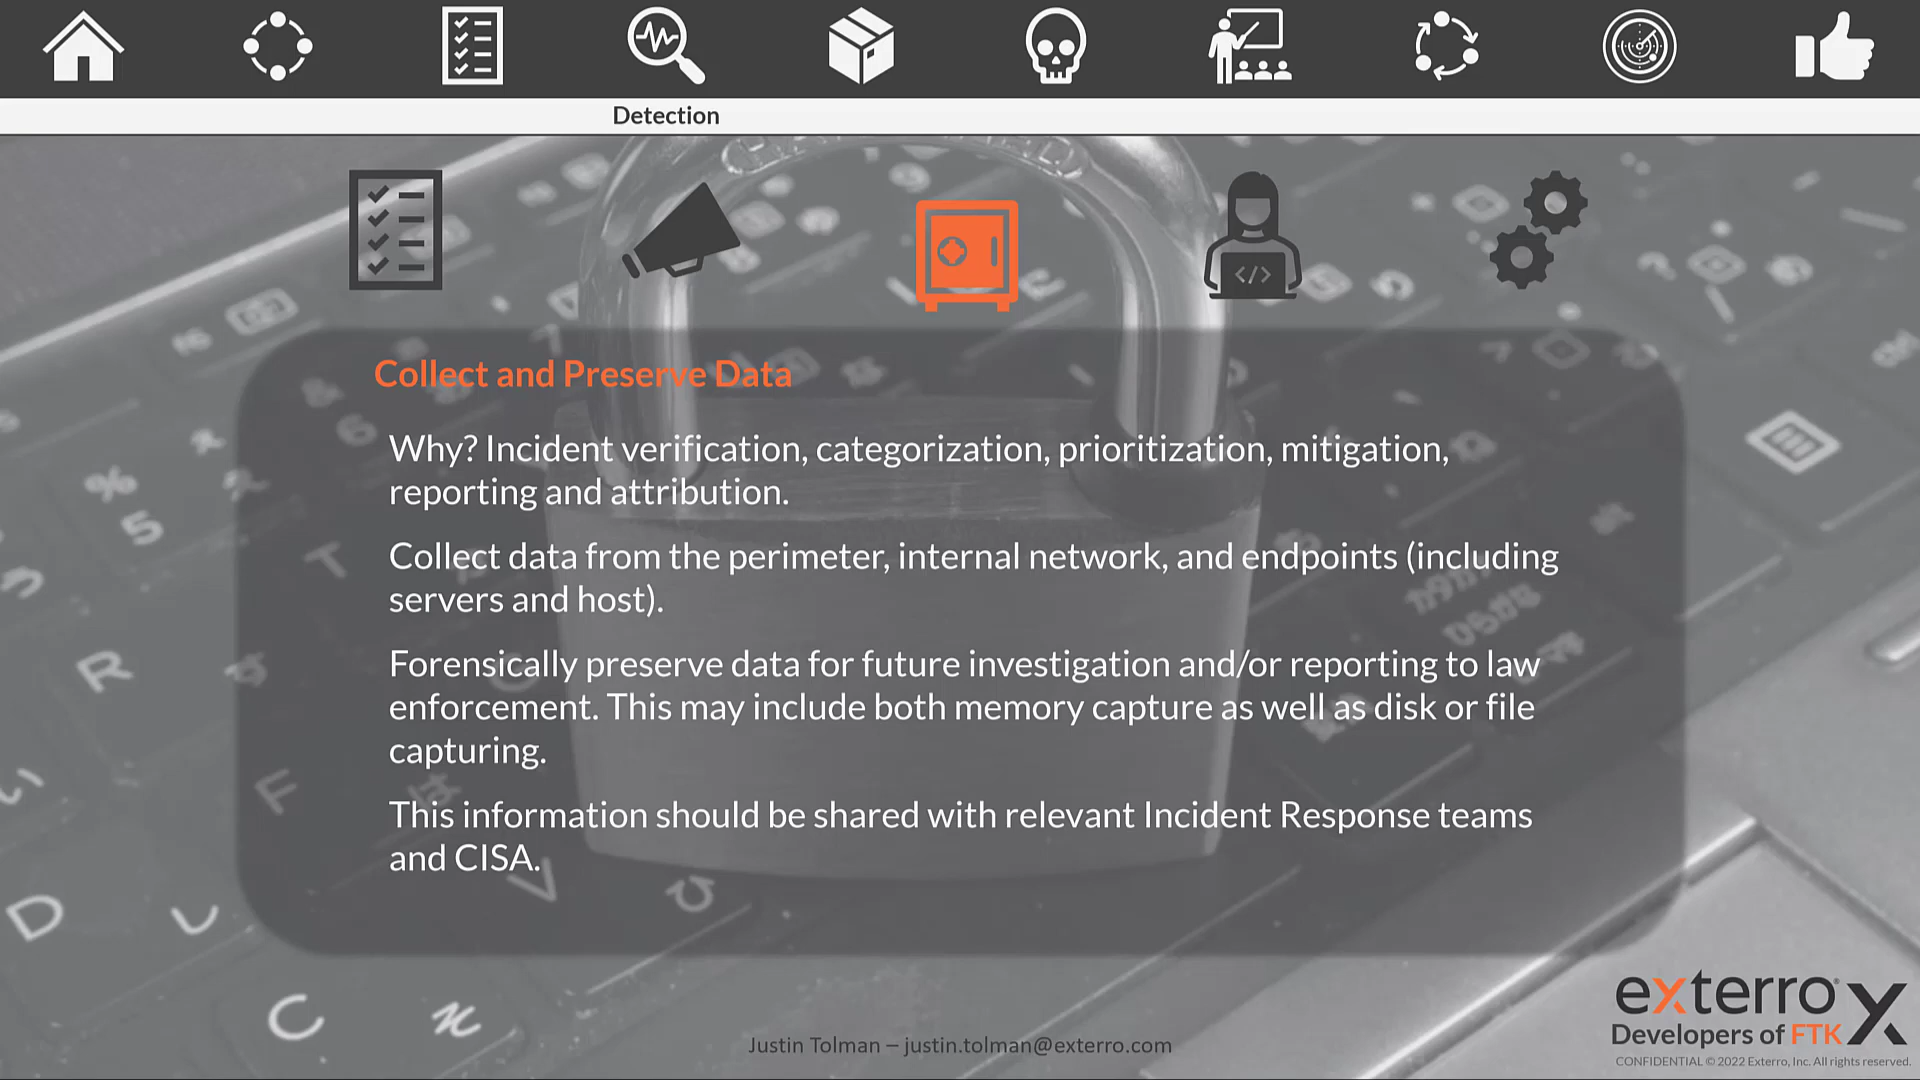 Detection
Collect and Preserve Data
Why? Incident verification, categorization, prioritization, mitigation,
reporting and attribution.
Collect data from the perimeter, internal network, and endpoints (including
servers and host).
Forensically preserve data for future investigation and/or reporting to law
enforcement. This may include both memory capture as well as disk or file
capturing.
This information should be shared with relevant Incident Response teams
and CISA.
Justin Tolman – justin.tolman@exterro.com
exterro®
Developers of FTK
CONFIDENTIAL © 2022 Exterro, Inc. All rights reserved.